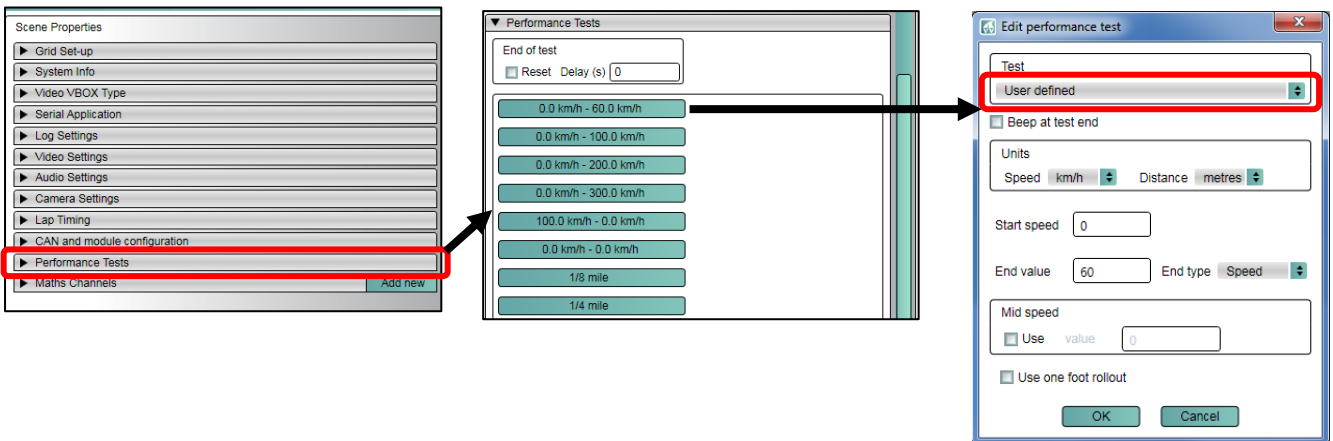 Scene Properties
Grid Set-up
System Info
Video VBOX Type
Serial Application
Log Settings
Video Settings
Audio Settings
Camera Settings
Lap Timing
CAN and module configuration
Performance Tests
Maths Channels Add new
Performance Tests
End of test
Reset Delay (s) 0
0.0 km/h - 60.0 km/h
0.0 km/h - 100.0 km/h
0.0 km/h - 200.0 km/h
0.0 km/h - 300.0 km/h
100.0 km/h - 0.0 km/h
0.0 km/h - 0.0 km/h
1/8 mile
1/4 mile
Edit performance test
Test
User defined
Beep at test end
Units
Speed km/h Distance metres
Start speed 0
End value 60 End type Speed
Mid speed
Use value 0
Use one foot rollout
OK Cancel